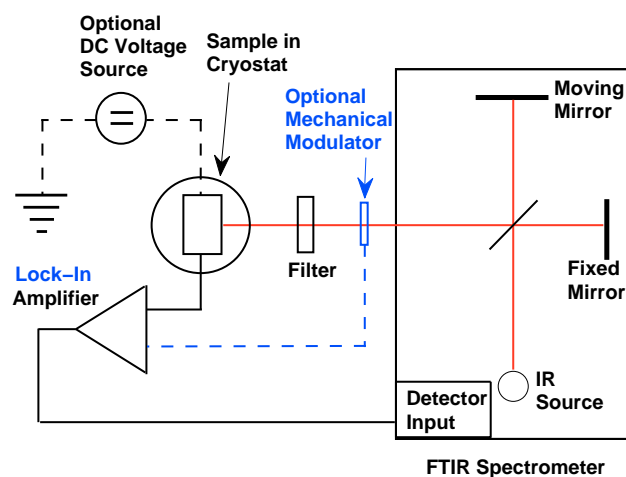 Optional
DC Voltage
Source
Sample in
Cryostat
Optional
Mechanical
Modulator
Moving
Mirror
Filter
Fixed
Mirror
Lock–In
Amplifier
IR
Source
Detector
Input
FTIR Spectrometer